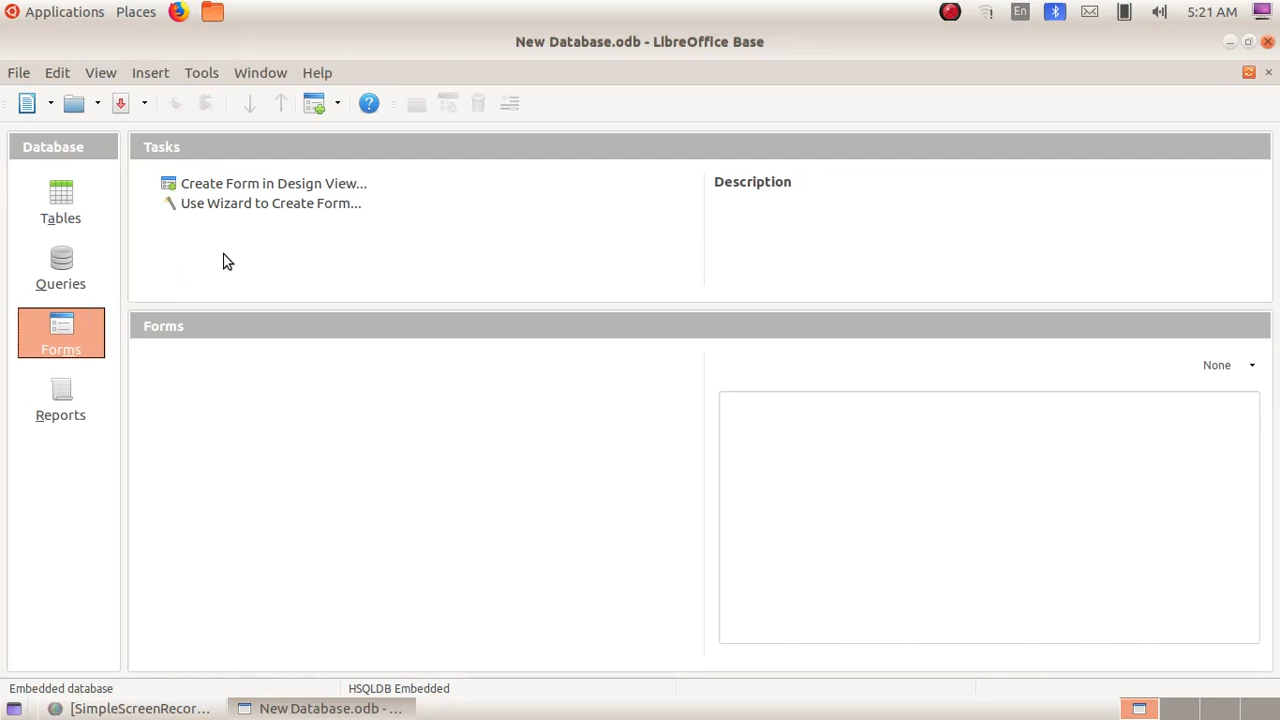 Applications Places En 5:21 AM
New Database.odb - LibreOffice Base
File Edit View Insert Tools Window Help
Database
Tables
Queries
Forms
Reports
Tasks
Create Form in Design View...
Use Wizard to Create Form...
Description
Forms
None
Embedded database HSQLDB Embedded
[SimpleScreenRecor... New Database.odb - ...